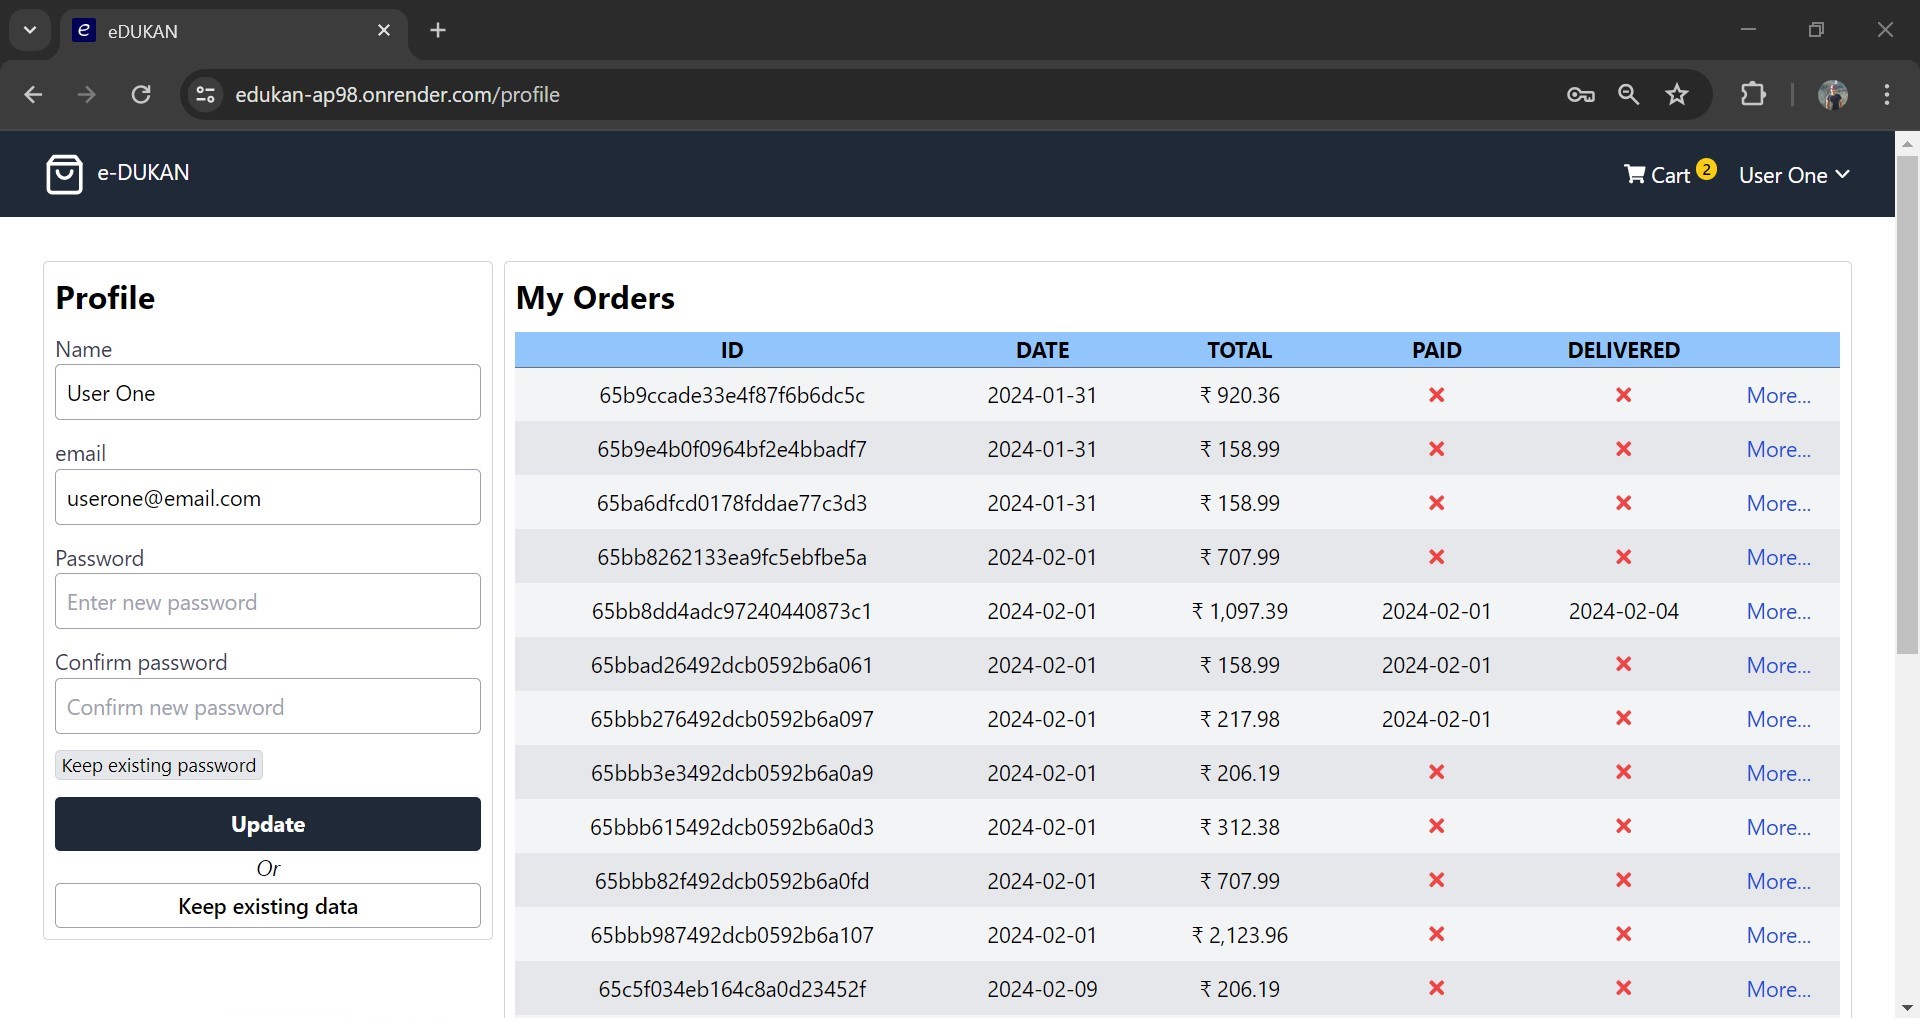 eDUKAN
edukan-ap98.onrender.com/profile
e-DUKAN
Cart 2 User One
Profile
Name
User One
email
userone@email.com
Password
Enter new password
Confirm password
Confirm new password
Keep existing password
Update
Or
Keep existing data
My Orders
ID DATE TOTAL PAID DELIVERED
65b9ccade33e4f87f6b6dc5c 2024-01-31 ₹ 920.36 ❌ ❌ More...
65b9e4b0f0964bf2e4bbadf7 2024-01-31 ₹ 158.99 ❌ ❌ More...
65ba6dfcd0178fddae77c3d3 2024-01-31 ₹ 158.99 ❌ ❌ More...
65bb8262133ea9fc5ebfbe5a 2024-02-01 ₹ 707.99 ❌ ❌ More...
65bb8dd4adc97240440873c1 2024-02-01 ₹ 1,097.39 2024-02-01 2024-02-04 More...
65bbad26492dcb0592b6a061 2024-02-01 ₹ 158.99 2024-02-01 ❌ More...
65bbb276492dcb0592b6a097 2024-02-01 ₹ 217.98 2024-02-01 ❌ More...
65bbb3e3492dcb0592b6a0a9 2024-02-01 ₹ 206.19 ❌ ❌ More...
65bbb615492dcb0592b6a0d3 2024-02-01 ₹ 312.38 ❌ ❌ More...
65bbb82f492dcb0592b6a0fd 2024-02-01 ₹ 707.99 ❌ ❌ More...
65bbb987492dcb0592b6a107 2024-02-01 ₹ 2,123.96 ❌ ❌ More...
65c5f034eb164c8a0d23452f 2024-02-09 ₹ 206.19 ❌ ❌ More...